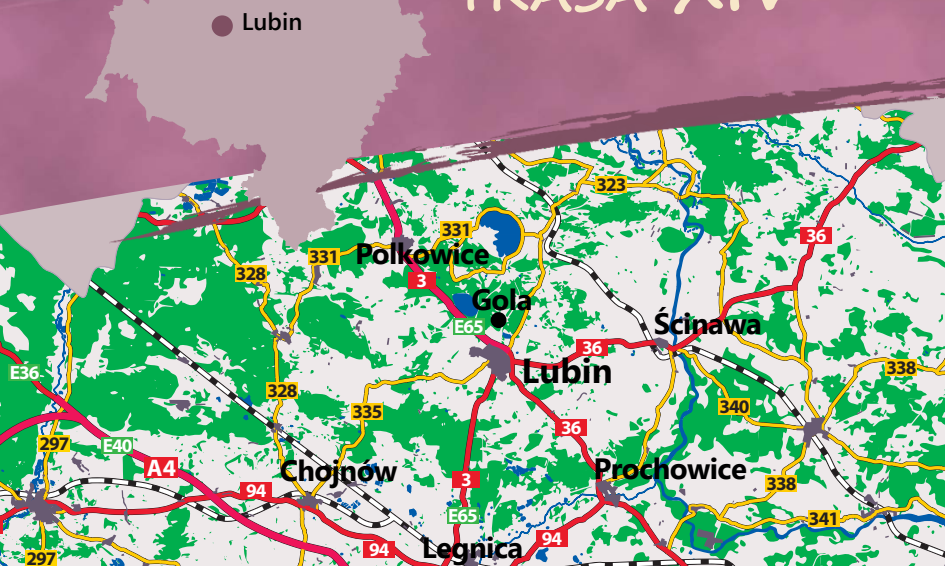 TRASA XIV
Lubin
323
331
36
331
Polkowice
328
3
Gola
E65
Ścinawa
36
Lubin
338
E36
328
335
340
36
297
E40
A4
Chojnów
Prochowice
94
3
338
E65
341
94
94
Legnica
297